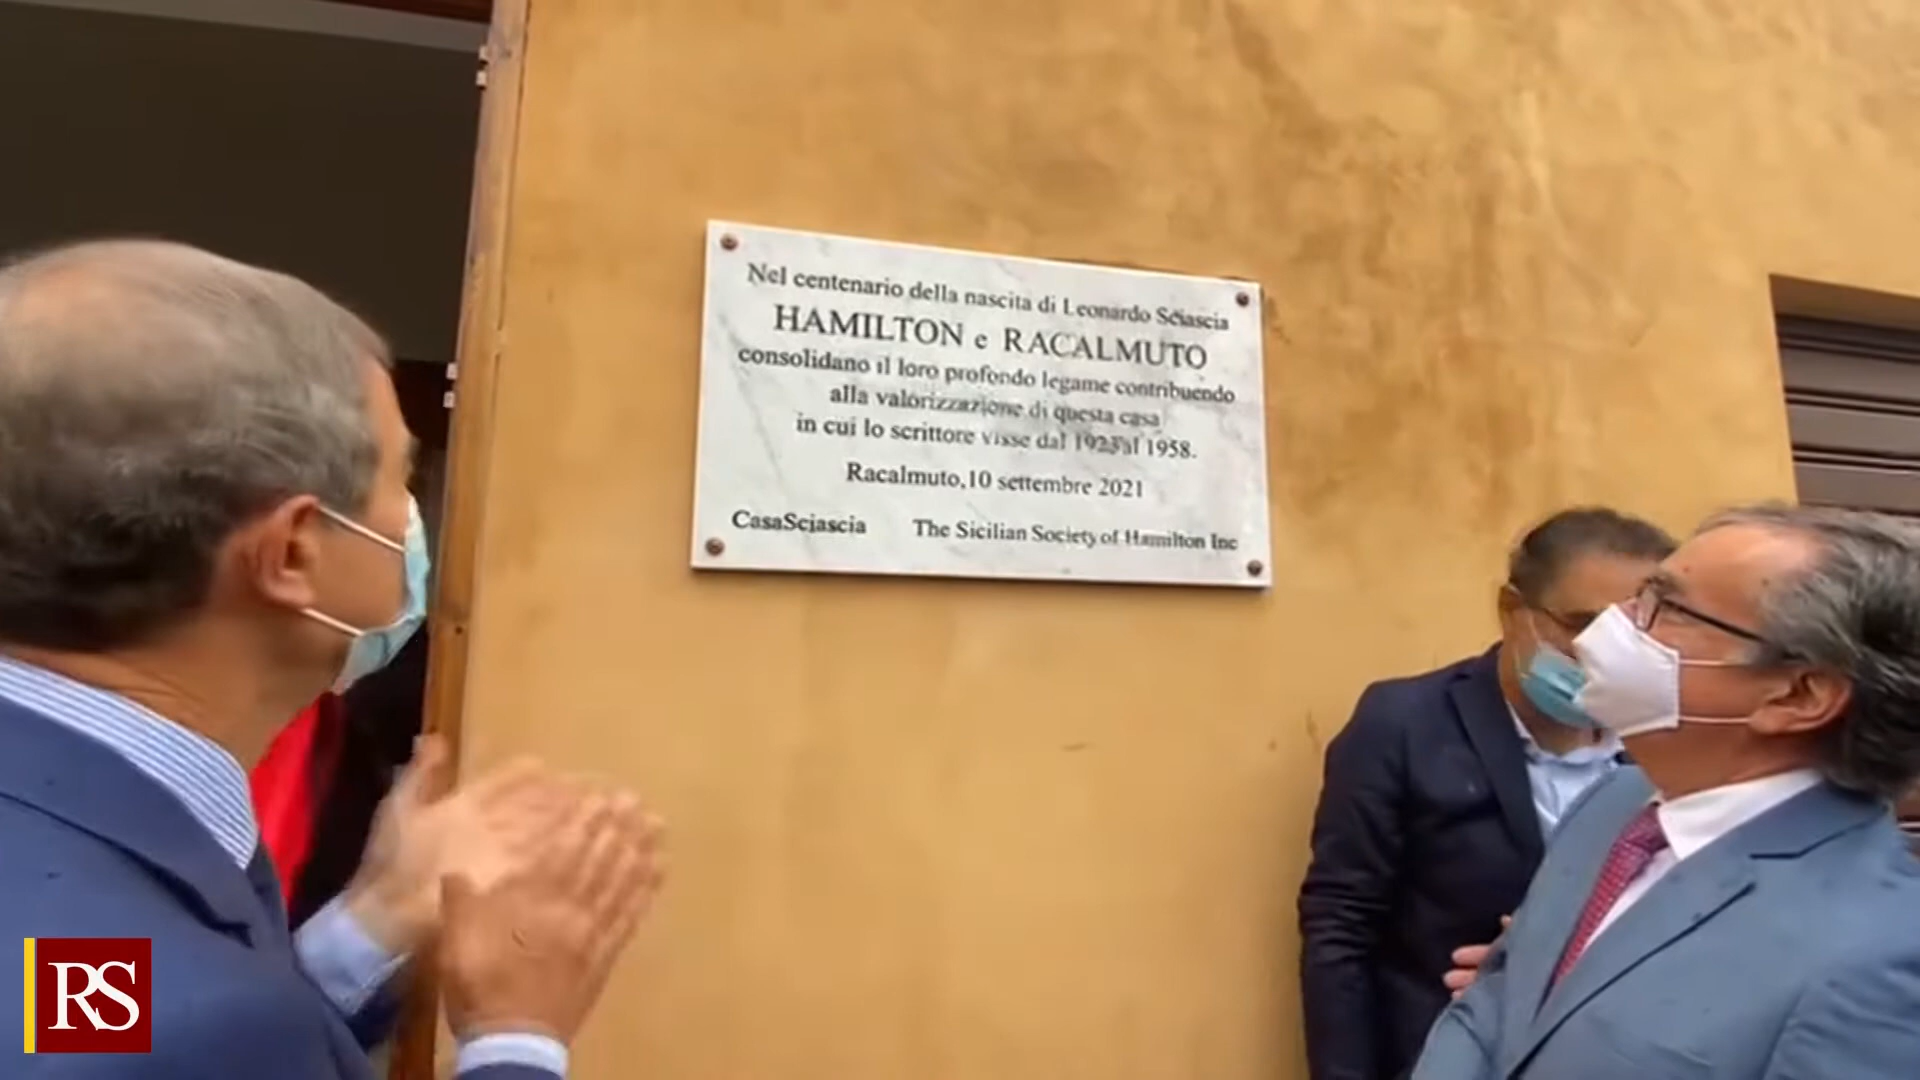 Nel centenario della nascita di Leonardo Sciascia
HAMILTON e RACALMUTO
consolidano il loro profondo legame contribuendo
alla valorizzazione di questa casa
in cui lo scrittore visse dal 1923 al 1958.
Racalmuto, 10 settembre 2021
CasaSciascia The Sicilian Society of Hamilton Inc
RS